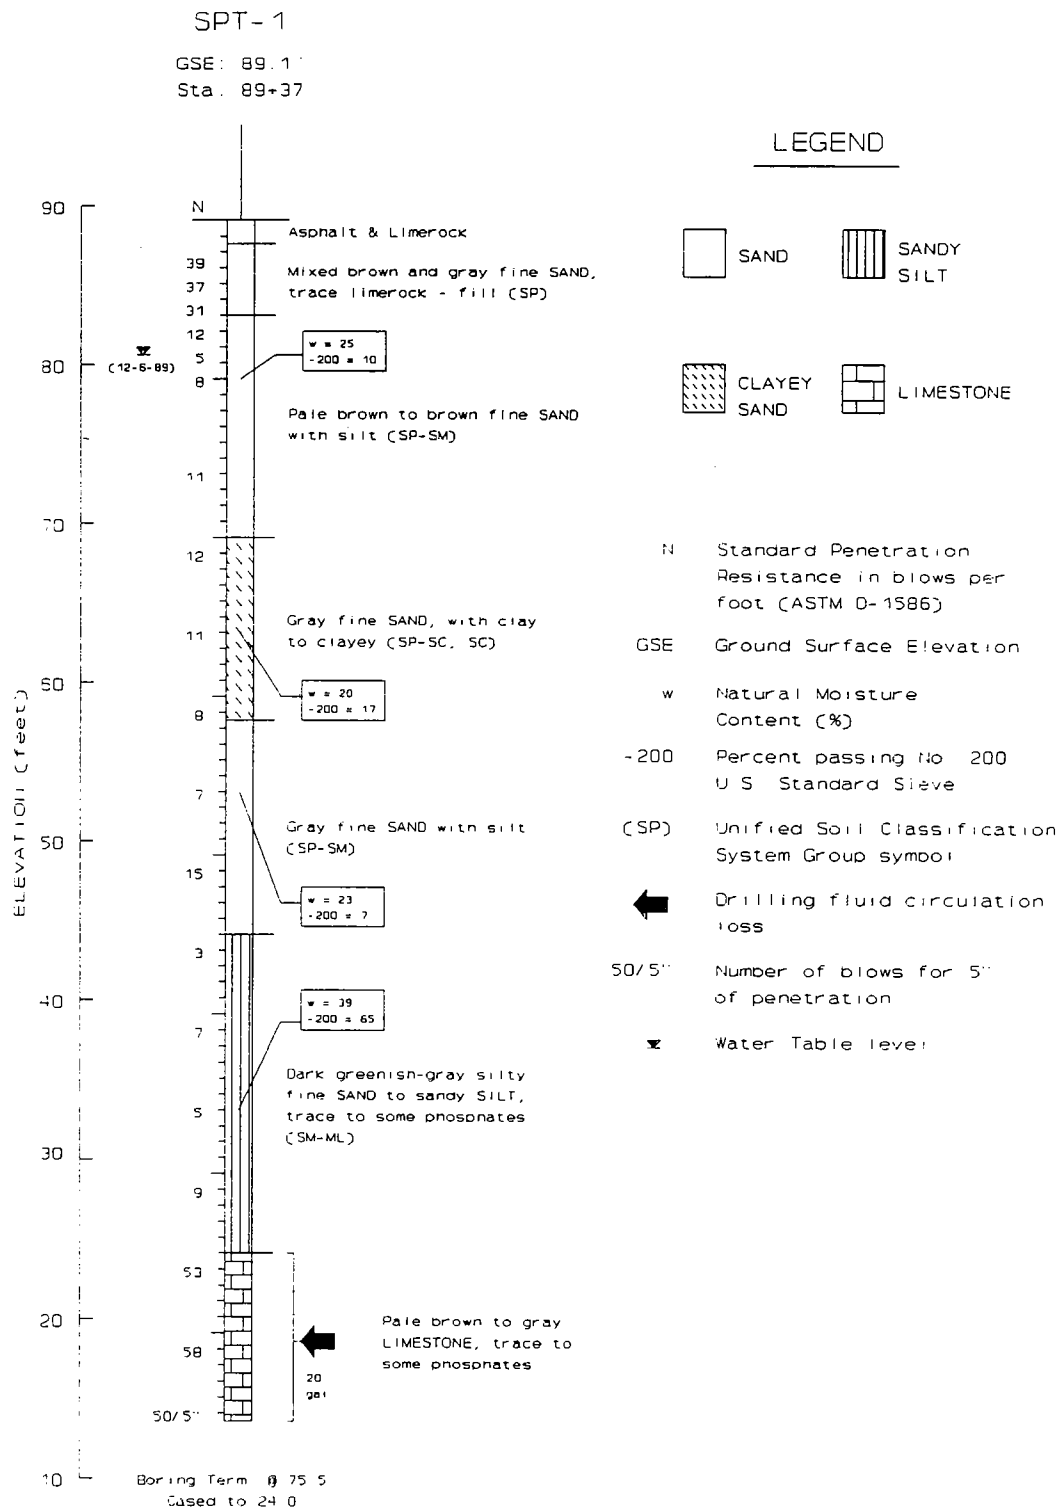 SPT-1
GSE: 89.1'
Sta. 89+37
LEGEND
SAND
SANDY
SILT
CLAYEY
SAND
LIMESTONE
N Standard Penetration
Resistance in blows per
foot (ASTM D-1586)
GSE Ground Surface Elevation
w Natural Moisture
Content (%)
-200 Percent passing No 200
U S Standard Sieve
(SP) Unified Soil Classification
System Group symbol
Drilling fluid circulation
loss
50/5" Number of blows for 5"
of penetration
Water Table level
ELEVATION (feet)
90
80
70
60
50
40
30
20
10
N
Asphalt & Limerock
39
37
31
Mixed brown and gray fine SAND,
trace limerock - fill (SP)
12
5
8
(12-6-89)
w = 25
-200 = 10
Pale brown to brown fine SAND
with silt (SP-SM)
11
12
11
8
Gray fine SAND, with clay
to clayey (SP-SC, SC)
w = 20
-200 = 17
7
15
Gray fine SAND with silt
(SP-SM)
w = 23
-200 = 7
3
7
5
9
w = 39
-200 = 65
Dark greenish-gray silty
fine SAND to sandy SILT,
trace to some phosphates
(SM-ML)
53
58
50/5"
20
gal
Pale brown to gray
LIMESTONE, trace to
some phosphates
Boring Term @ 75 5
Cased to 24 0